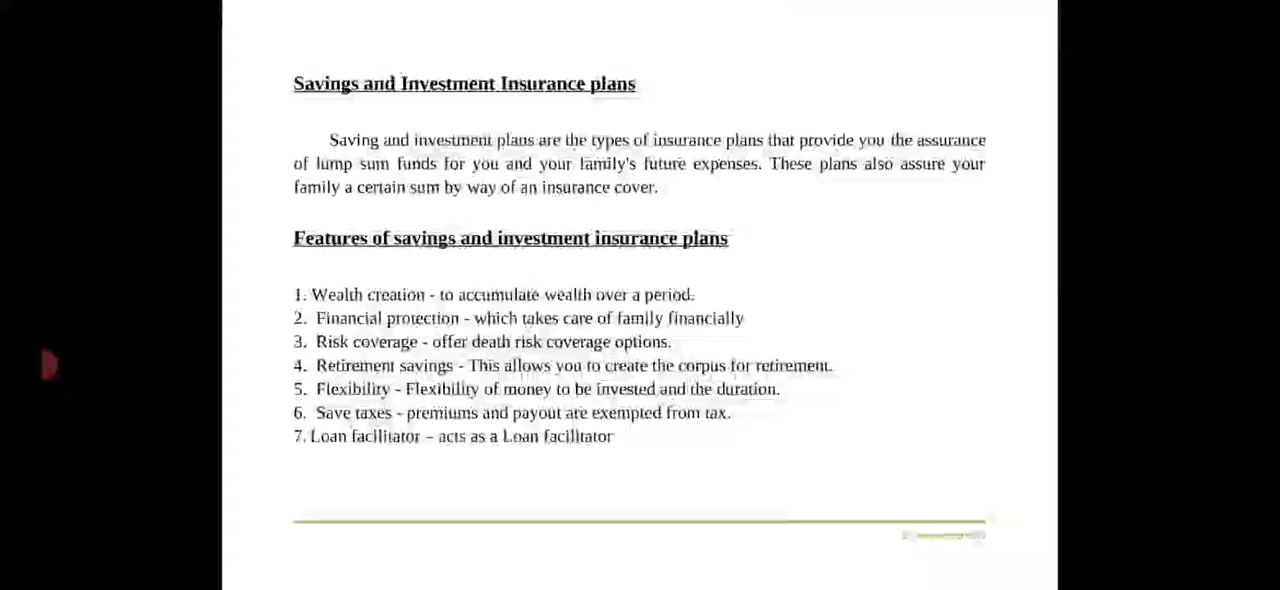 Savings and Investment Insurance plans
Saving and investment plans are the types of insurance plans that provide you the assurance
of lump sum funds for you and your family's future expenses. These plans also assure your
family a certain sum by way of an insurance cover.
Features of savings and investment insurance plans
1. Wealth creation - to accumulate wealth over a period.
2. Financial protection - which takes care of family financially
3. Risk coverage - offer death risk coverage options.
4. Retirement savings - This allows you to create the corpus for retirement.
5. Flexibility - Flexibility of money to be invested and the duration.
6. Save taxes - premiums and payout are exempted from tax.
7. Loan facilitator – acts as a Loan facilitator